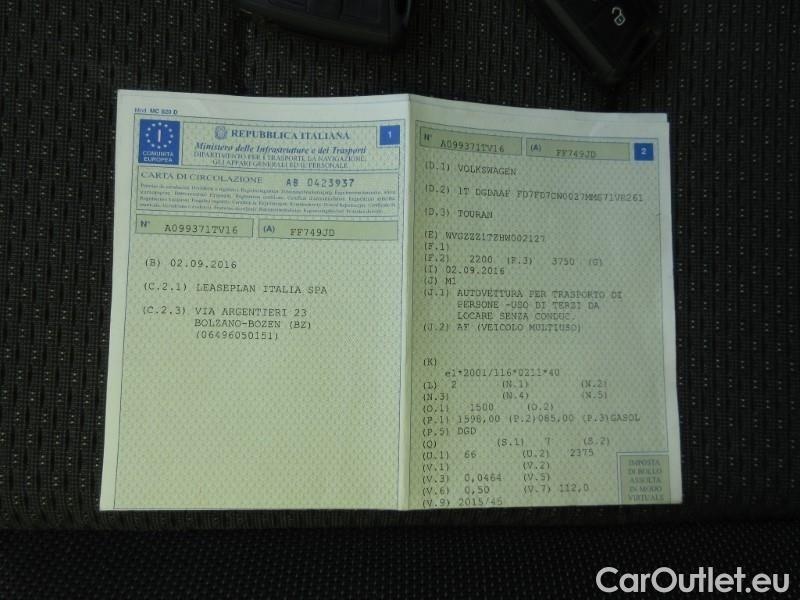 Mod. MC 820 D
I
COMUNITÀ
EUROPEA
REPUBBLICA ITALIANA
1
Ministero delle Infrastrutture e dei Trasporti
DIPARTIMENTO PER I TRASPORTI, LA NAVIGAZIONE,
GLI AFFARI GENERALI ED IL PERSONALE
CARTA DI CIRCOLAZIONE AB 0423937
N° A099371TV16 (A) FF749JD
(B) 02.09.2016
(C.2.1) LEASEPLAN ITALIA SPA
(C.2.3) VIA ARGENTIERI 23
BOLZANO-BOZEN (BZ)
(06496050151)
N° A099371TV16 (A) FF749JD 2
(D.1) VOLKSWAGEN
(D.2) 1T DGDAAF
(D.3) TOURAN
(E) WVGZZZ1TZHW002127
(F.1)
(F.2) 2200 (F.3) 3750 (G)
(I) 02.09.2016
(J) M1
(J.1) AUTOVETTURA PER TRASPORTO DI
PERSONE -USO DI TERZI DA
LOCARE SENZA CONDUC.
(J.2) AF (VEICOLO MULTIUSO)
(K)
e1*2001/116*0211*40
(L) 2 (N.1) (N.2)
(N.3) (N.4) (N.5)
(O.1) 1500 (O.2)
(P.1) 1598,00 (P.2)085,00 (P.3)GASOL
(P.5) DGD
(Q) (S.1) 7 (S.2)
(U.1) 66 (U.2) 2375
(V.1) (V.2)
(V.3) 0,0464 (V.5)
(V.6) 0,50 (V.7) 112,0
(V.9) 2015/45
IMPOSTA
DI BOLLO
ASSOLTA
IN MODO
VIRTUALE
CarOutlet.eu